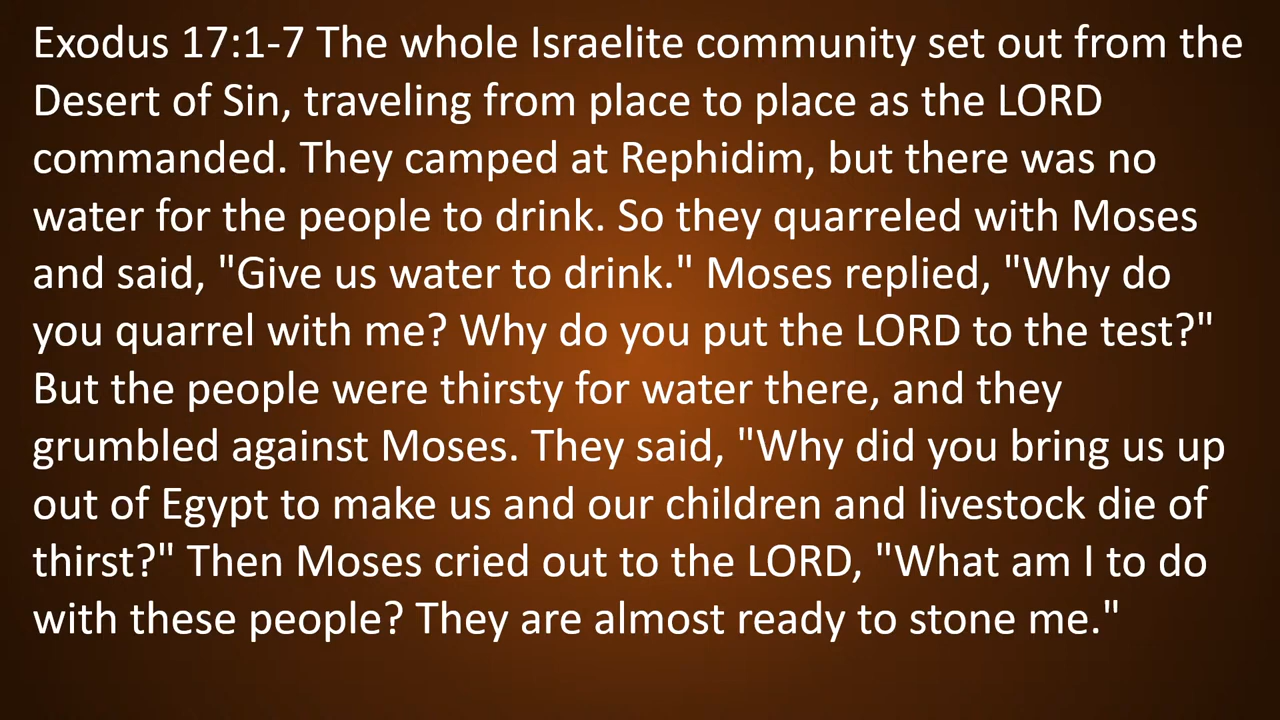 Exodus 17:1-7 The whole Israelite community set out from the
Desert of Sin, traveling from place to place as the LORD
commanded. They camped at Rephidim, but there was no
water for the people to drink. So they quarreled with Moses
and said, "Give us water to drink." Moses replied, "Why do
you quarrel with me? Why do you put the LORD to the test?"
But the people were thirsty for water there, and they
grumbled against Moses. They said, "Why did you bring us up
out of Egypt to make us and our children and livestock die of
thirst?" Then Moses cried out to the LORD, "What am I to do
with these people? They are almost ready to stone me."